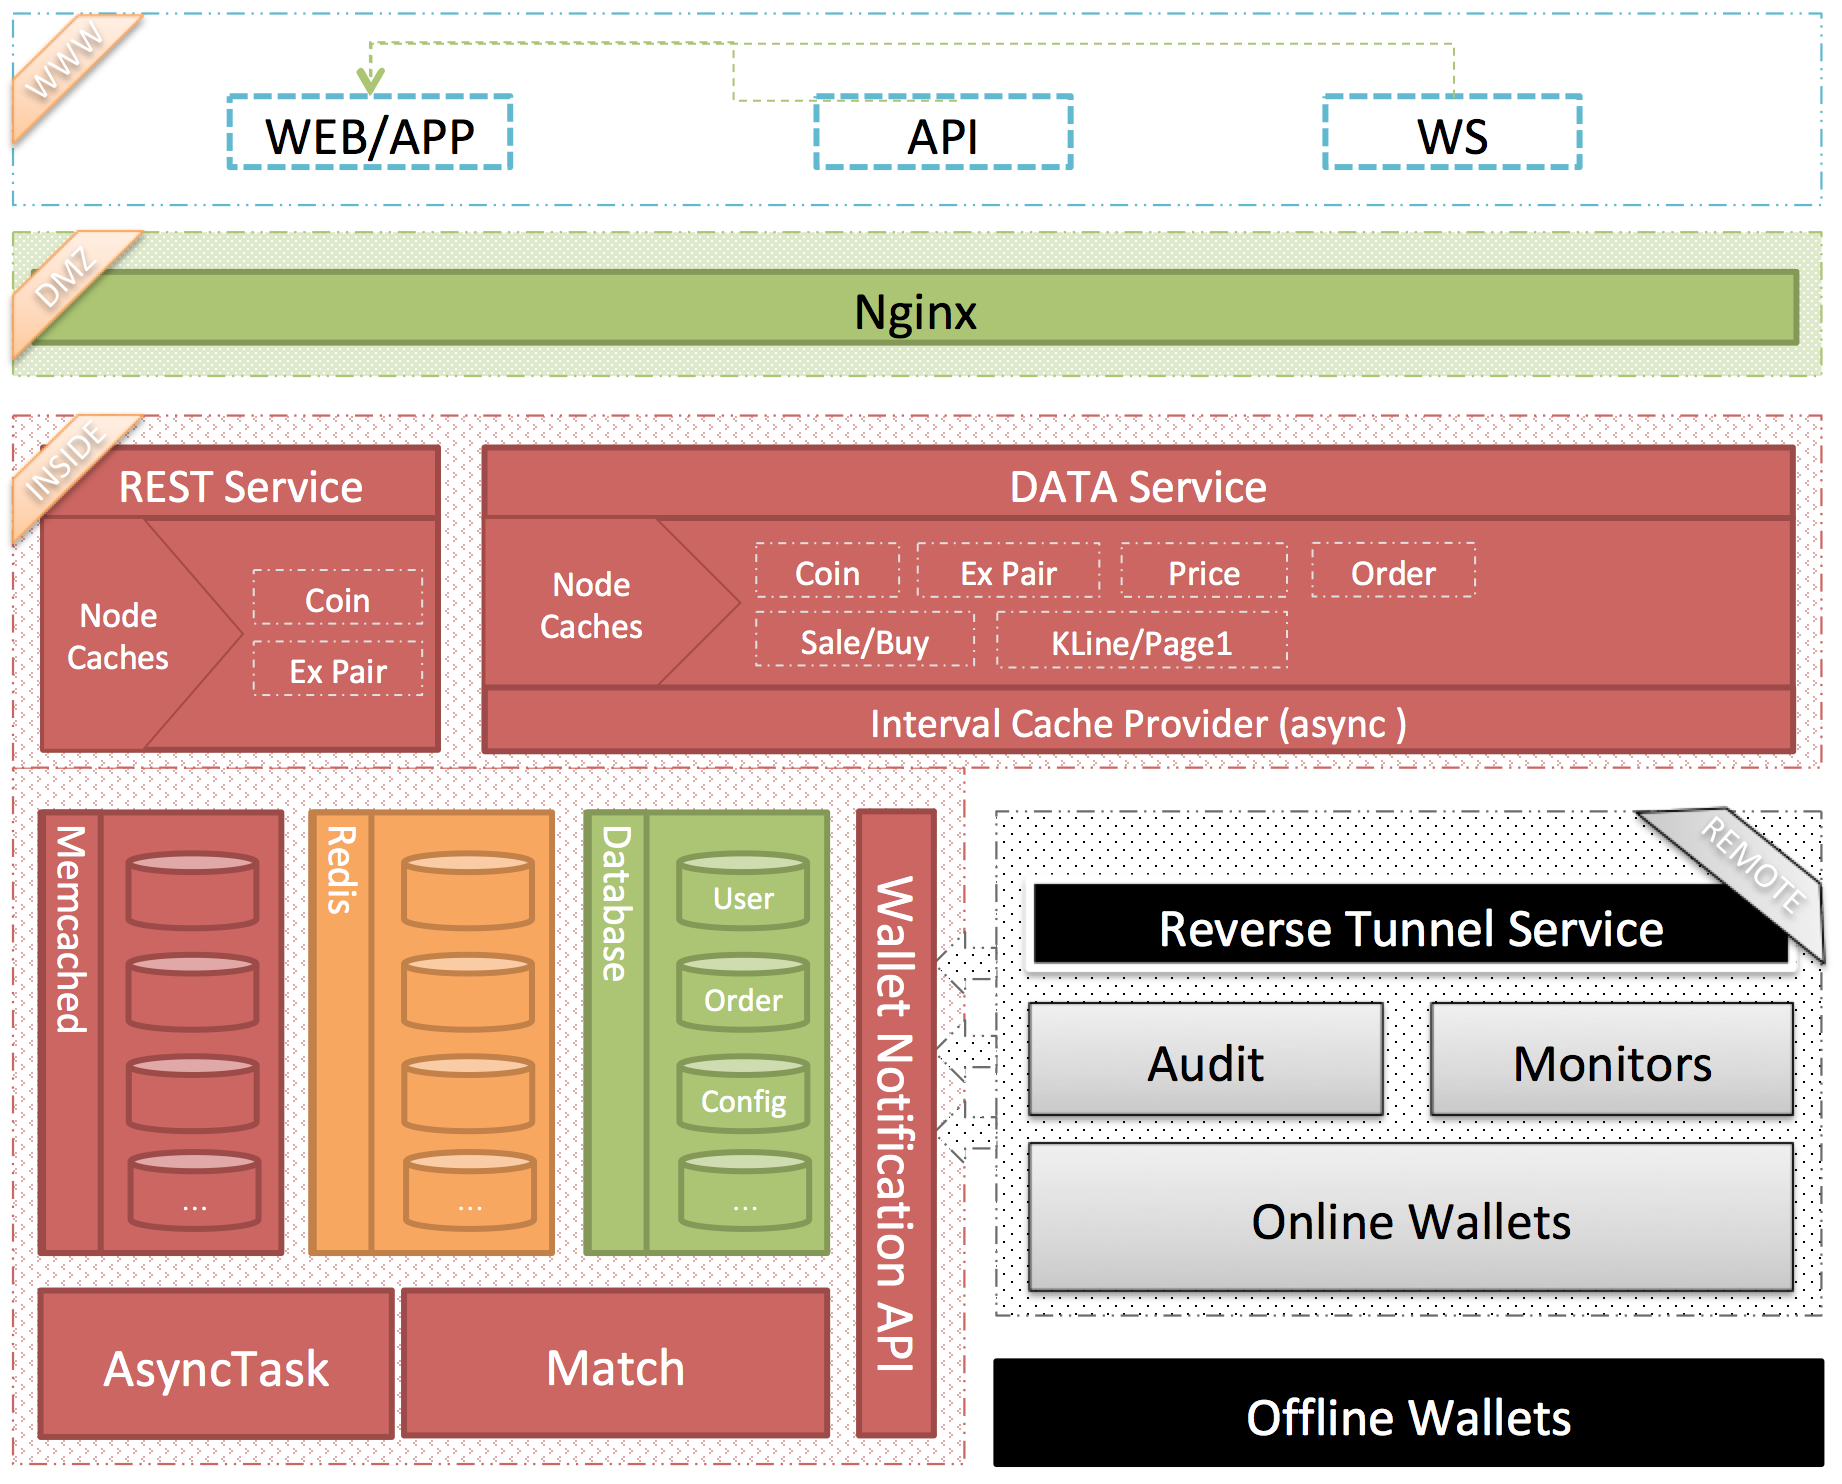 WWW
WEB/APP
API
WS
DMZ
Nginx
INSIDE
REST Service
Node
Caches
Coin
Ex Pair
DATA Service
Node
Caches
Coin
Ex Pair
Price
Order
Sale/Buy
KLine/Page1
Interval Cache Provider (async )
Memcached
...
Redis
...
Database
User
Order
Config
...
Wallet Notification API
AsyncTask
Match
REMOTE
Reverse Tunnel Service
Audit
Monitors
Online Wallets
Offline Wallets